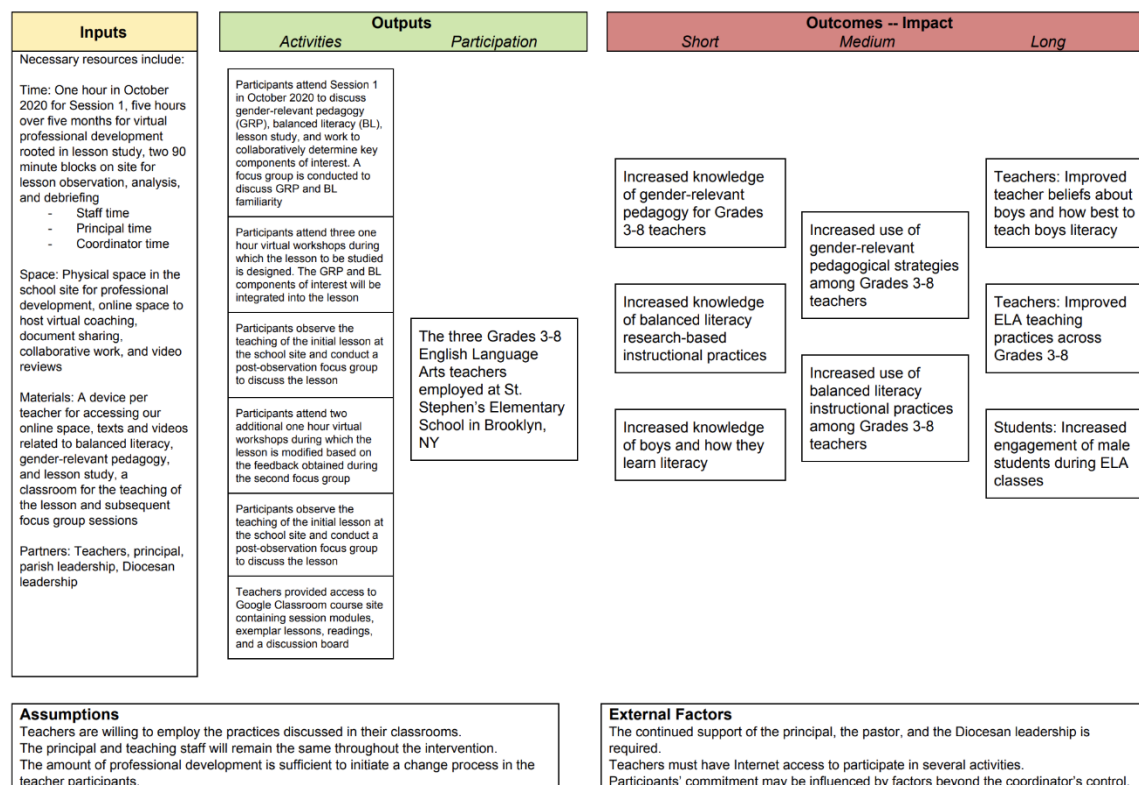 Inputs
Necessary resources include:
Time: One hour in October
2020 for Session 1, five hours
over five months for virtual
professional development
rooted in lesson study, two 90
minute blocks on site for
lesson observation, analysis,
and debriefing
- Staff time
- Principal time
- Coordinator time
Space: Physical space in the
school site for professional
development, online space to
host virtual coaching,
document sharing,
collaborative work, and video
reviews
Materials: A device per
teacher for accessing our
online space, texts and videos
related to balanced literacy,
gender-relevant pedagogy,
and lesson study, a
classroom for the teaching of
the lesson and subsequent
focus group sessions
Partners: Teachers, principal,
parish leadership, Diocesan
leadership
Outputs
Activities Participation
Participants attend Session 1
in October 2020 to discuss
gender-relevant pedagogy
(GRP), balanced literacy (BL),
lesson study, and work to
collaboratively determine key
components of interest. A
focus group is conducted to
discuss GRP and BL
familiarity
Participants attend three one
hour virtual workshops during
which the lesson to be studied
is designed. The GRP and BL
components of interest will be
integrated into the lesson
Participants observe the
teaching of the initial lesson at
the school site and conduct a
post-observation focus group
to discuss the lesson
Participants attend two
additional one hour virtual
workshops during which the
lesson is modified based on
the feedback obtained during
the second focus group
Participants observe the
teaching of the initial lesson at
the school site and conduct a
post-observation focus group
to discuss the lesson
Teachers provided access to
Google Classroom course site
containing session modules,
exemplar lessons, readings,
and a discussion board
The three Grades 3-8
English Language
Arts teachers
employed at St.
Stephen's Elementary
School in Brooklyn,
NY
Outcomes -- Impact
Short Medium Long
Increased knowledge
of gender-relevant
pedagogy for Grades
3-8 teachers
Increased knowledge
of balanced literacy
research-based
instructional practices
Increased knowledge
of boys and how they
learn literacy
Increased use of
gender-relevant
pedagogical strategies
among Grades 3-8
teachers
Increased use of
balanced literacy
instructional practices
among Grades 3-8
teachers
Teachers: Improved
teacher beliefs about
boys and how best to
teach boys literacy
Teachers: Improved
ELA teaching
practices across
Grades 3-8
Students: Increased
engagement of male
students during ELA
classes
Assumptions
Teachers are willing to employ the practices discussed in their classrooms.
The principal and teaching staff will remain the same throughout the intervention.
The amount of professional development is sufficient to initiate a change process in the
teacher participants.
External Factors
The continued support of the principal, the pastor, and the Diocesan leadership is
required.
Teachers must have Internet access to participate in several activities.
Participants' commitment may be influenced by factors beyond the coordinator's control.